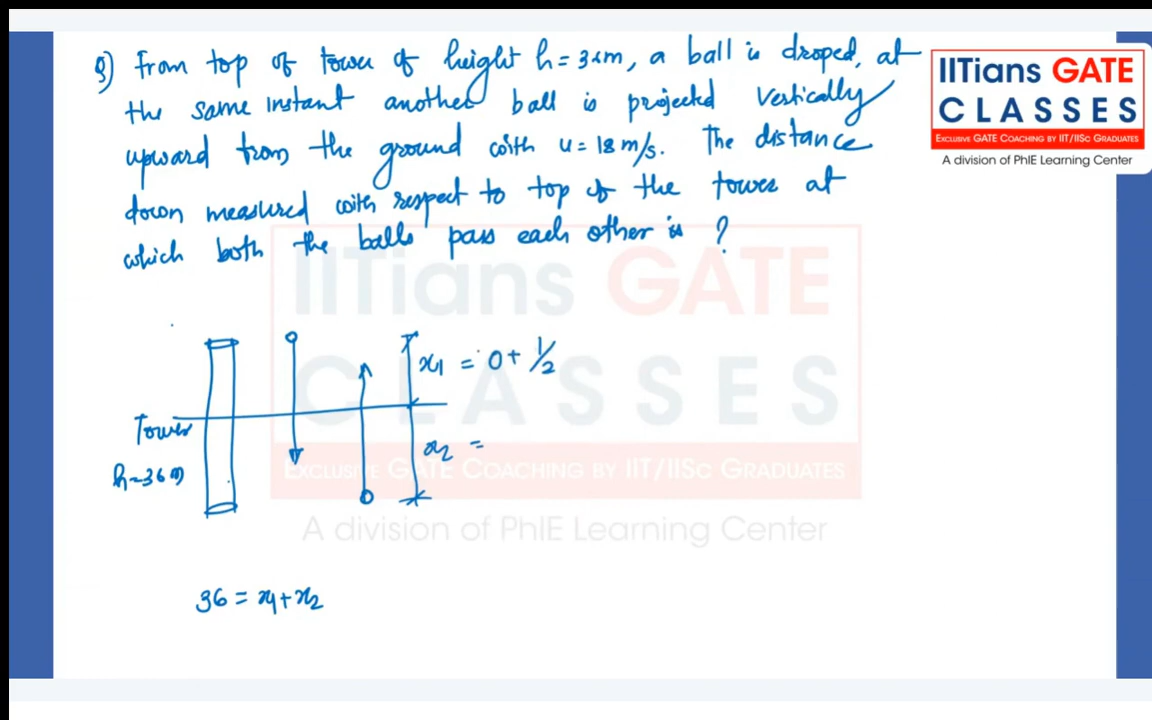 Q) From top of tower of height h = 36m, a ball is droped, at
the same instant another ball is projected vertically
upward from the ground with u = 18 m/s. The distance
down measured with respect to top of the tower at
which both the balls pass each other is ?
IITians GATE
CLASSES
EXCLUSIVE GATE COACHING BY IIT/IISC GRADUATES
A division of PhIE Learning Center
x1 = 0 + 1/2
Tower
h=36m
x2 =
IITians GATE
CLASSES
EXCLUSIVE GATE COACHING BY IIT/IISC GRADUATES
A division of PhIE Learning Center
36 = x1 + x2